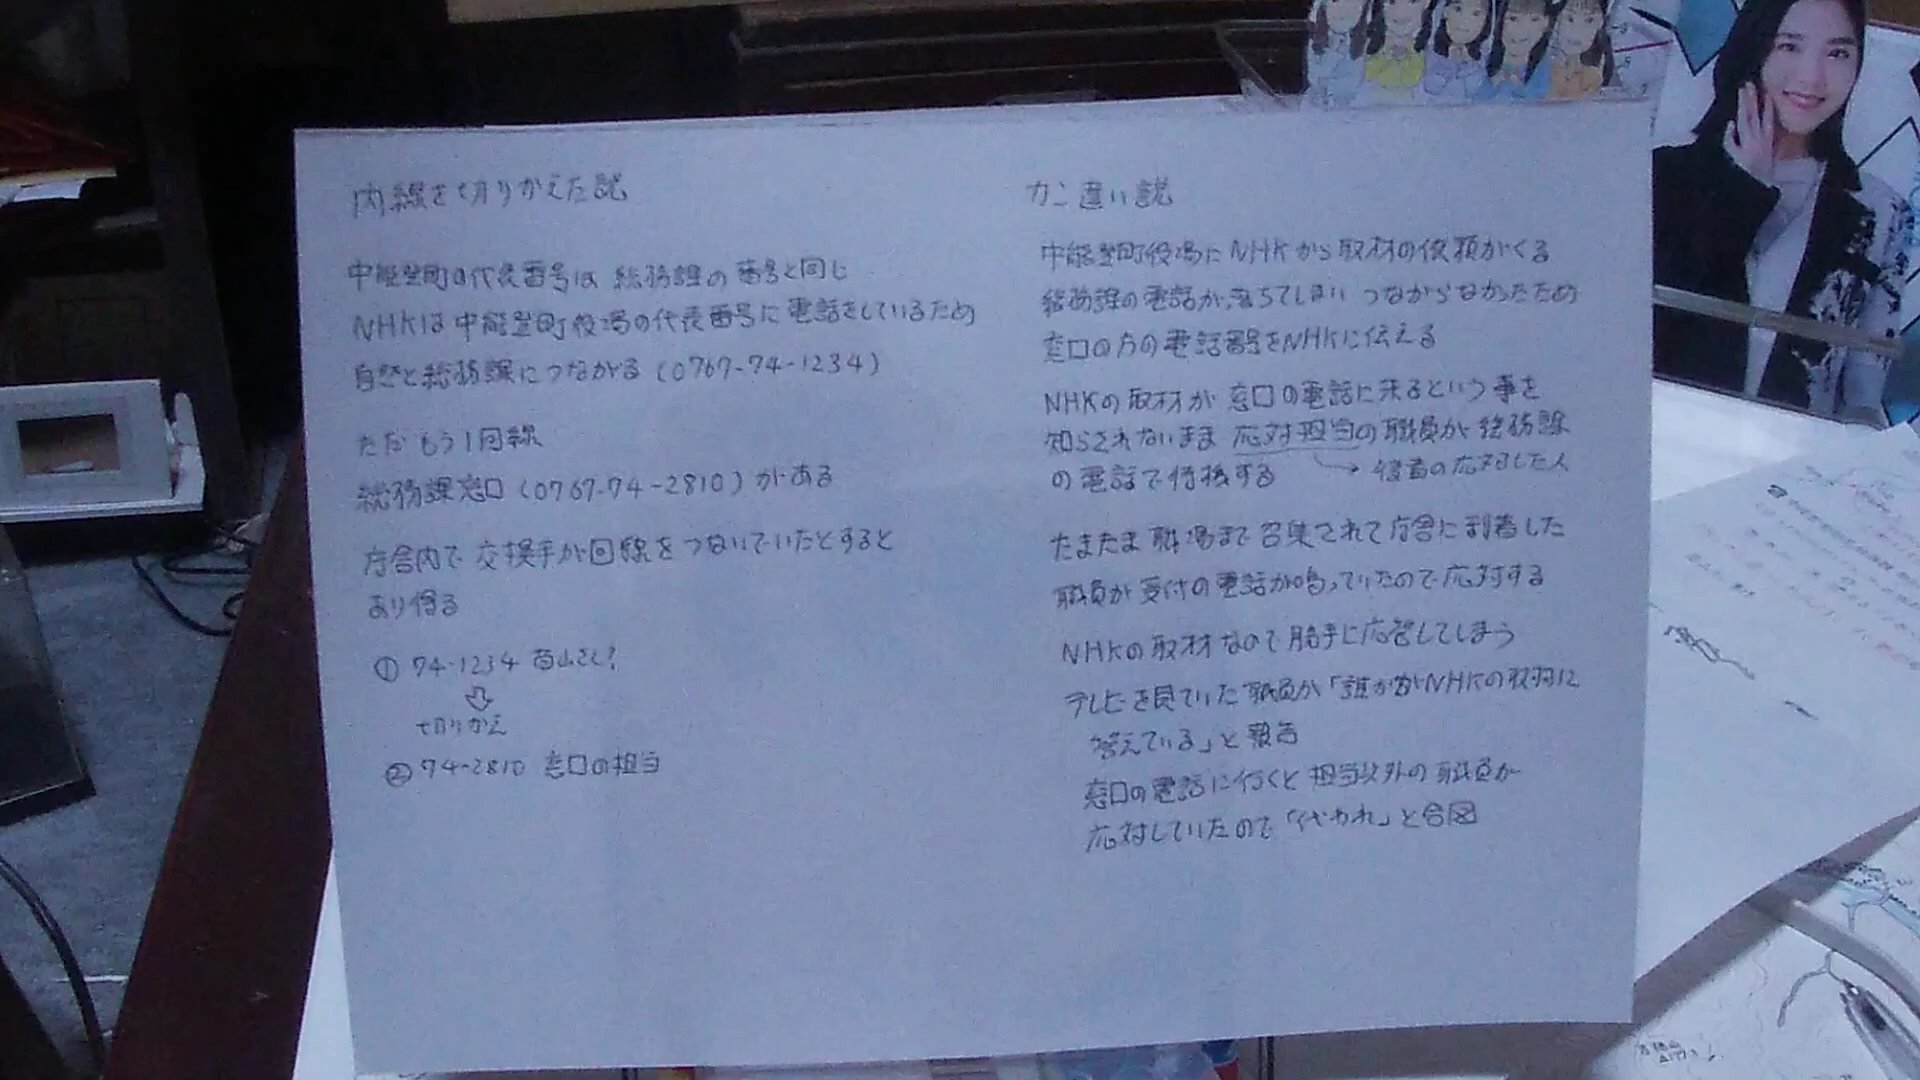 内線を切りかえた説
中能登町の代表番号は 総務課の番号と同じ
NHKは中能登町役場の代表番号に電話をしているため
自然と総務課につながる (0767-74-1234)
ただもう1回線
総務課窓口 (0767-74-2810) がある
庁舎内で 交換手が回線をつないでいたとすると
あり得る
① 74-1234 さん?
切りかえ
② 74-2810 窓口の担当
カン違い説
中能登町役場にNHKから取材の依頼がくる
総務課の電話が落ちてしまい つながらなかったため
窓口の方の電話番号をNHKに伝える
NHKの取材が 窓口の電話に来るという事を
知らされないまま 応対担当の職員が総務課
の電話で待機する → 後者の応対した人
たまたま職場まで召集されて庁舎に到着した
職員が受付の電話が鳴っていたので応対する
NHKの取材なので勝手に応答してしまう
テレビを見ていた職員が「誰かがNHKの取材に
答えている」と報告
窓口の電話に行くと担当以外の職員が
応対していたので「代われ」と合図